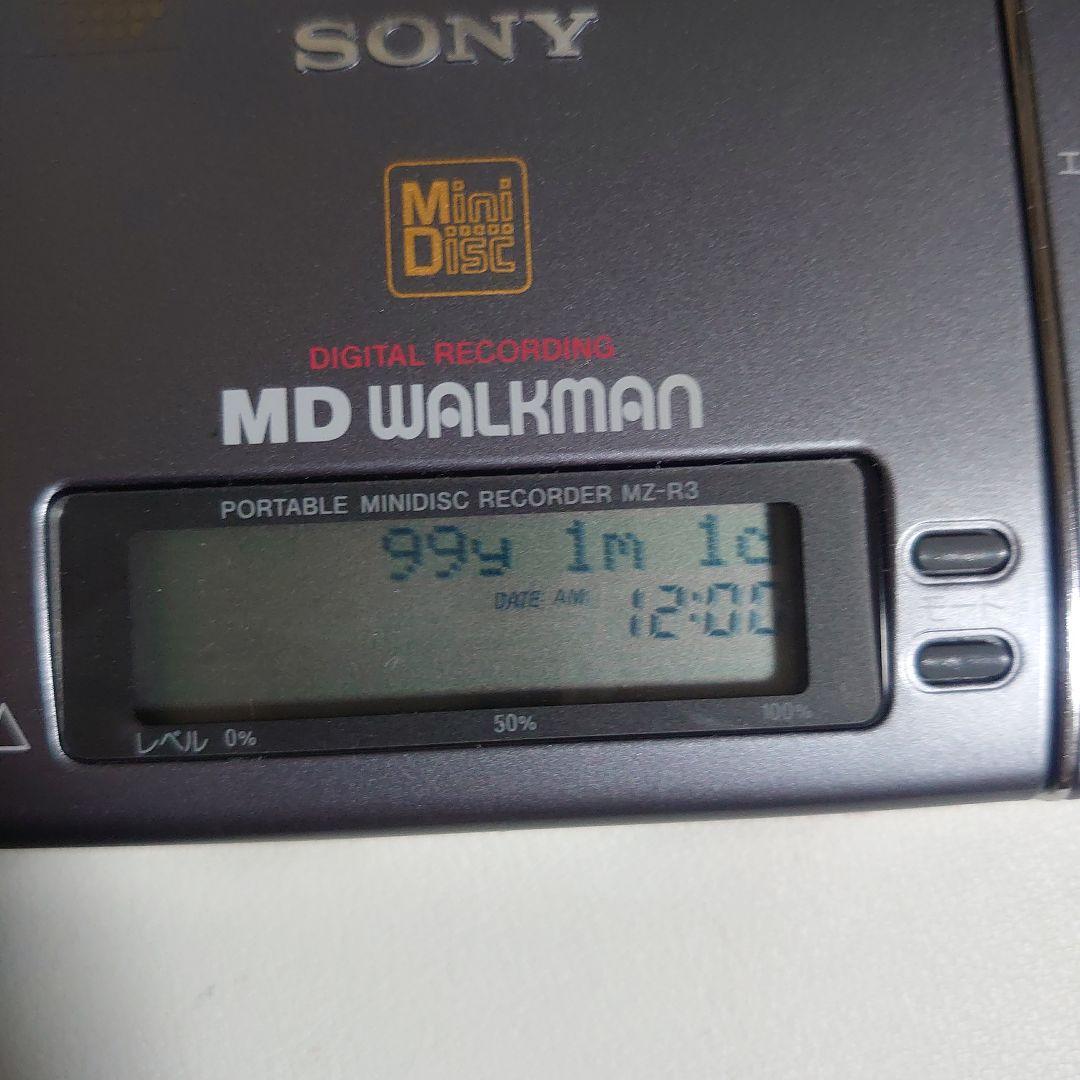 SONY
Mini
Disc
DIGITAL RECORDING
MD WALKMAN
PORTABLE MINIDISC RECORDER MZ-R3
99y 1m 1d
DATE AM 12:00
レベル 0% 50% 100%